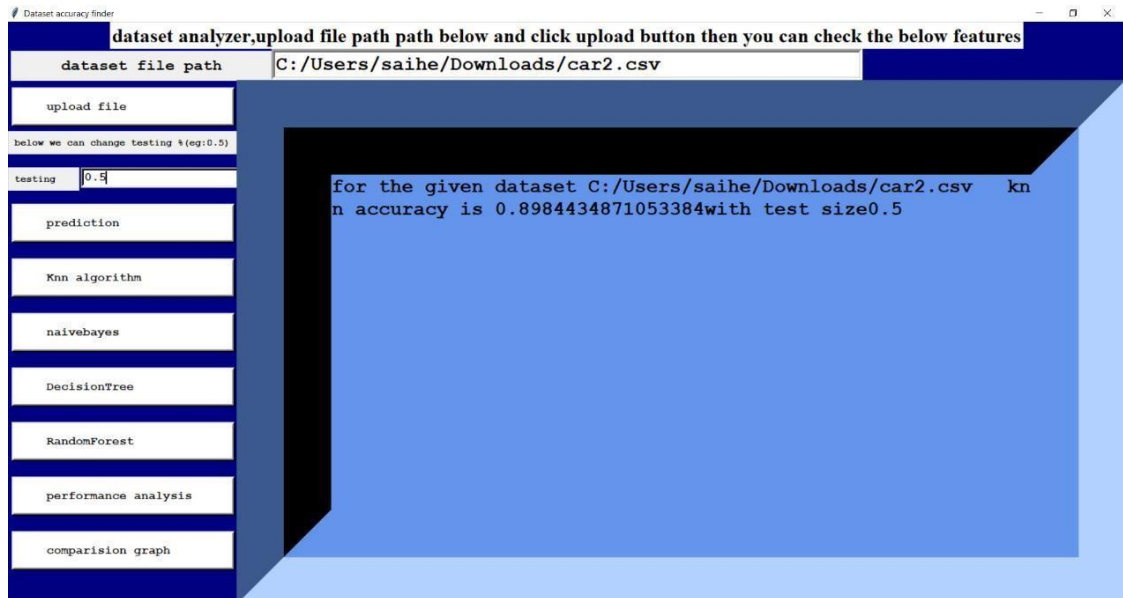 Dataset accuracy finder
dataset analyzer,upload file path path below and click upload button then you can check the below features
dataset file path
C:/Users/saihe/Downloads/car2.csv
upload file
below we can change testing %(eg:0.5)
testing
0.5
for the given dataset C:/Users/saihe/Downloads/car2.csv   kn
n accuracy is 0.8984434871053384with test size0.5
prediction
Knn algorithm
naivebayes
DecisionTree
RandomForest
performance analysis
comparision graph